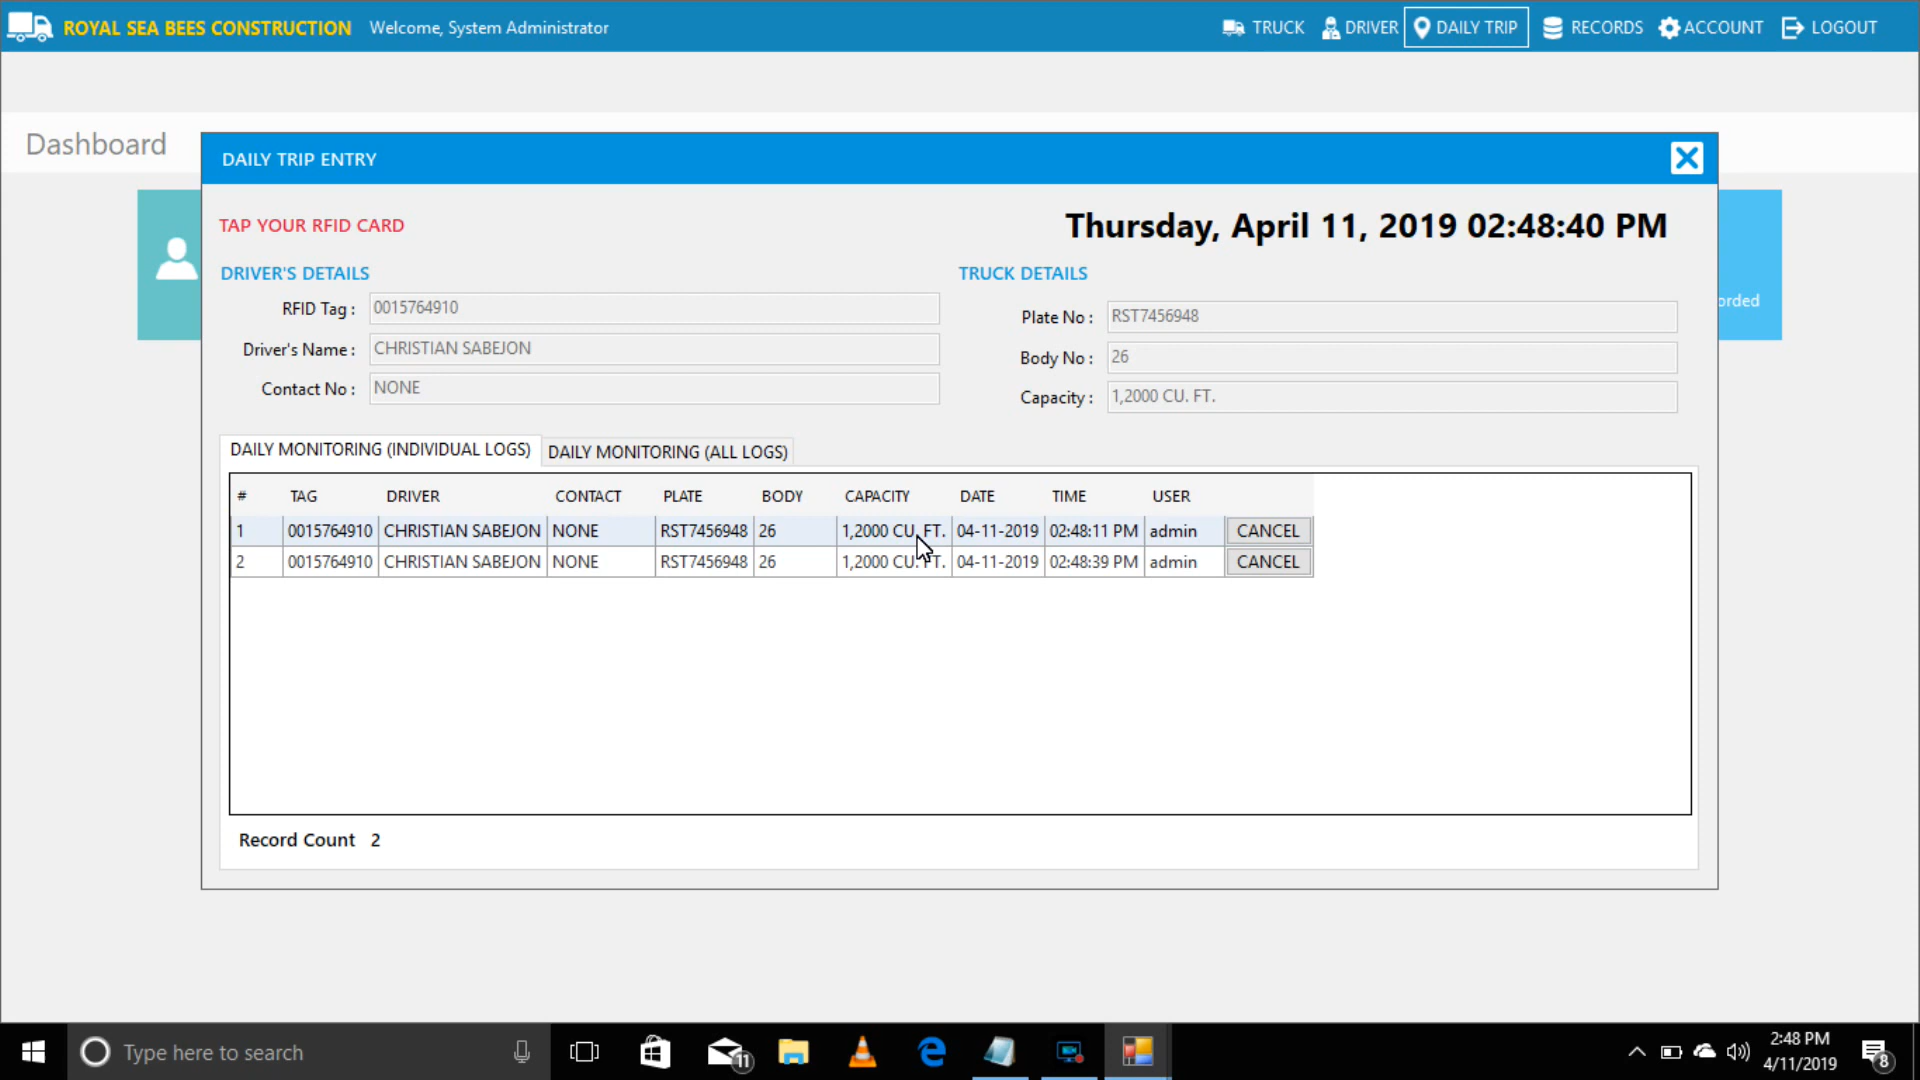 ROYAL SEA BEES CONSTRUCTION Welcome, System Administrator TRUCK DRIVER DAILY TRIP RECORDS ACCOUNT LOGOUT
Dashboard
DAILY TRIP ENTRY
TAP YOUR RFID CARD Thursday, April 11, 2019 02:48:40 PM
DRIVER'S DETAILS TRUCK DETAILS
RFID Tag : 0015764910
Driver's Name : CHRISTIAN SABEJON
Contact No : NONE
Plate No : RST7456948
Body No : 26
Capacity : 1,2000 CU. FT.
orded
DAILY MONITORING (INDIVIDUAL LOGS) DAILY MONITORING (ALL LOGS)
# TAG DRIVER CONTACT PLATE BODY CAPACITY DATE TIME USER
1 0015764910 CHRISTIAN SABEJON NONE RST7456948 26 1,2000 CU. FT. 04-11-2019 02:48:11 PM admin CANCEL
2 0015764910 CHRISTIAN SABEJON NONE RST7456948 26 1,2000 CU. FT. 04-11-2019 02:48:39 PM admin CANCEL
Record Count 2
Type here to search 11 2:48 PM
4/11/2019 8